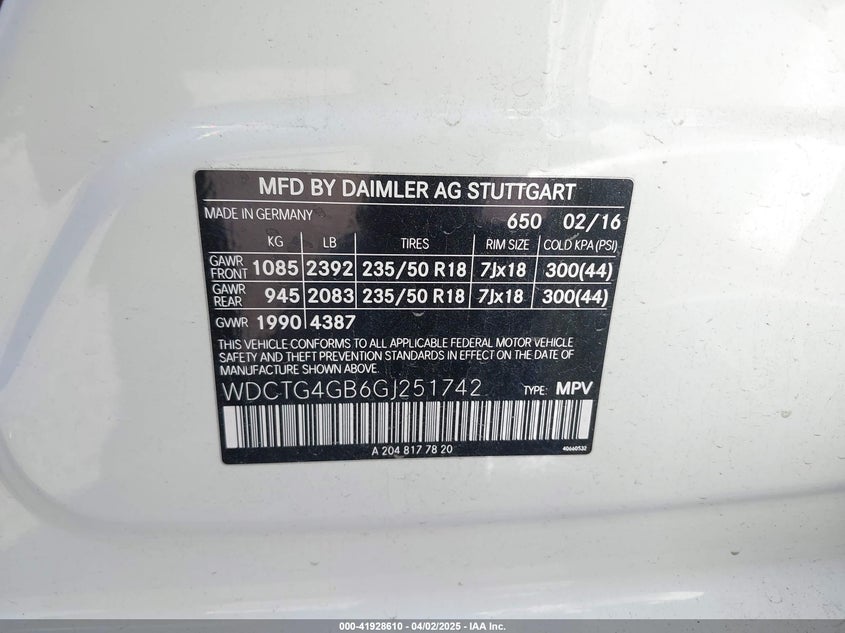 MFD BY DAIMLER AG STUTTGART
MADE IN GERMANY 650 02/16
KG LB TIRES RIM SIZE COLD KPA (PSI)
GAWR FRONT 1085 2392 235/50 R18 7Jx18 300(44)
GAWR REAR 945 2083 235/50 R18 7Jx18 300(44)
GVWR 1990 4387
THIS VEHICLE CONFORMS TO ALL APPLICABLE FEDERAL MOTOR VEHICLE
SAFETY AND THEFT PREVENTION STANDARDS IN EFFECT ON THE DATE OF
MANUFACTURE SHOWN ABOVE.
WDCTG4GB6GJ251742 TYPE: MPV
A 204 817 78 20 40660532
000-41928610 - 04/02/2025 - IAA Inc.